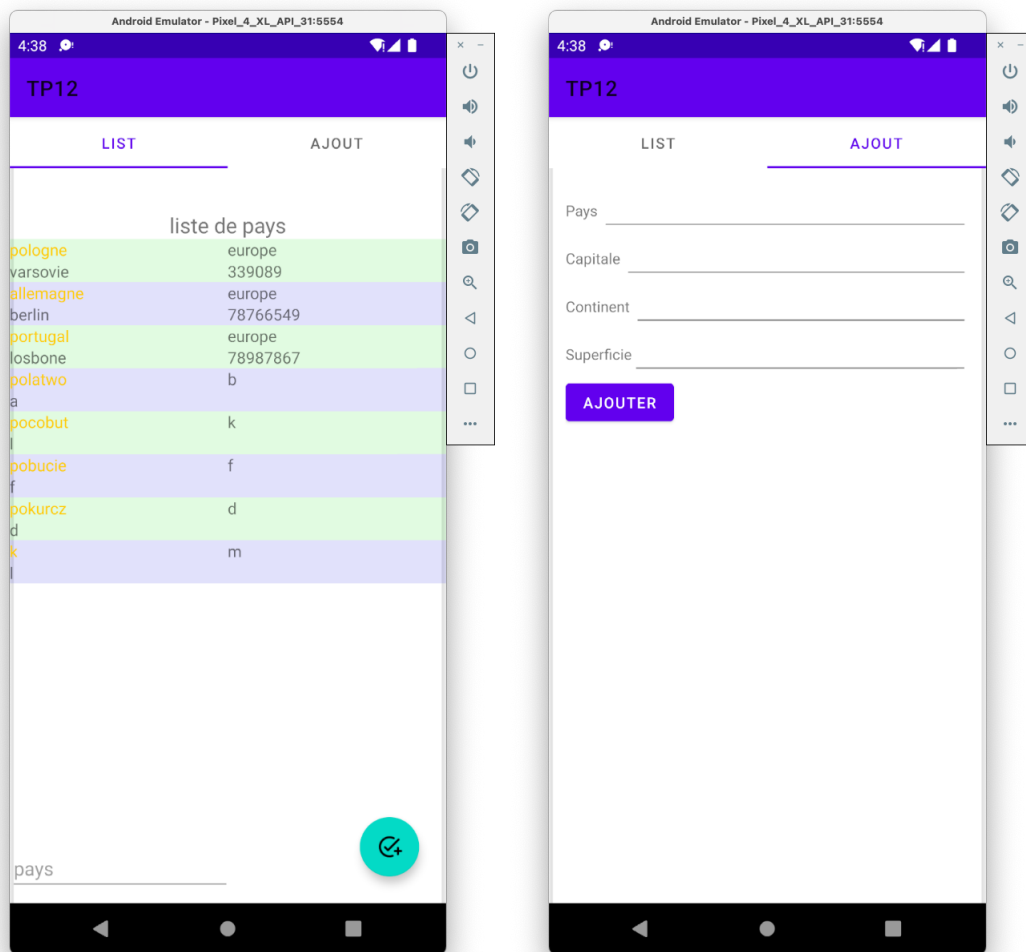 Android Emulator - Pixel_4_XL_API_31:5554
4:38
TP12
LIST AJOUT
liste de pays
pologne europe
varsovie 339089
allemagne europe
berlin 78766549
portugal europe
losbone 78987867
polatwo b
a
pocobut k
l
pobucie f
f
pokurcz d
d
k m
l
pays
Android Emulator - Pixel_4_XL_API_31:5554
4:38
TP12
LIST AJOUT
Pays
Capitale
Continent
Superficie
AJOUTER